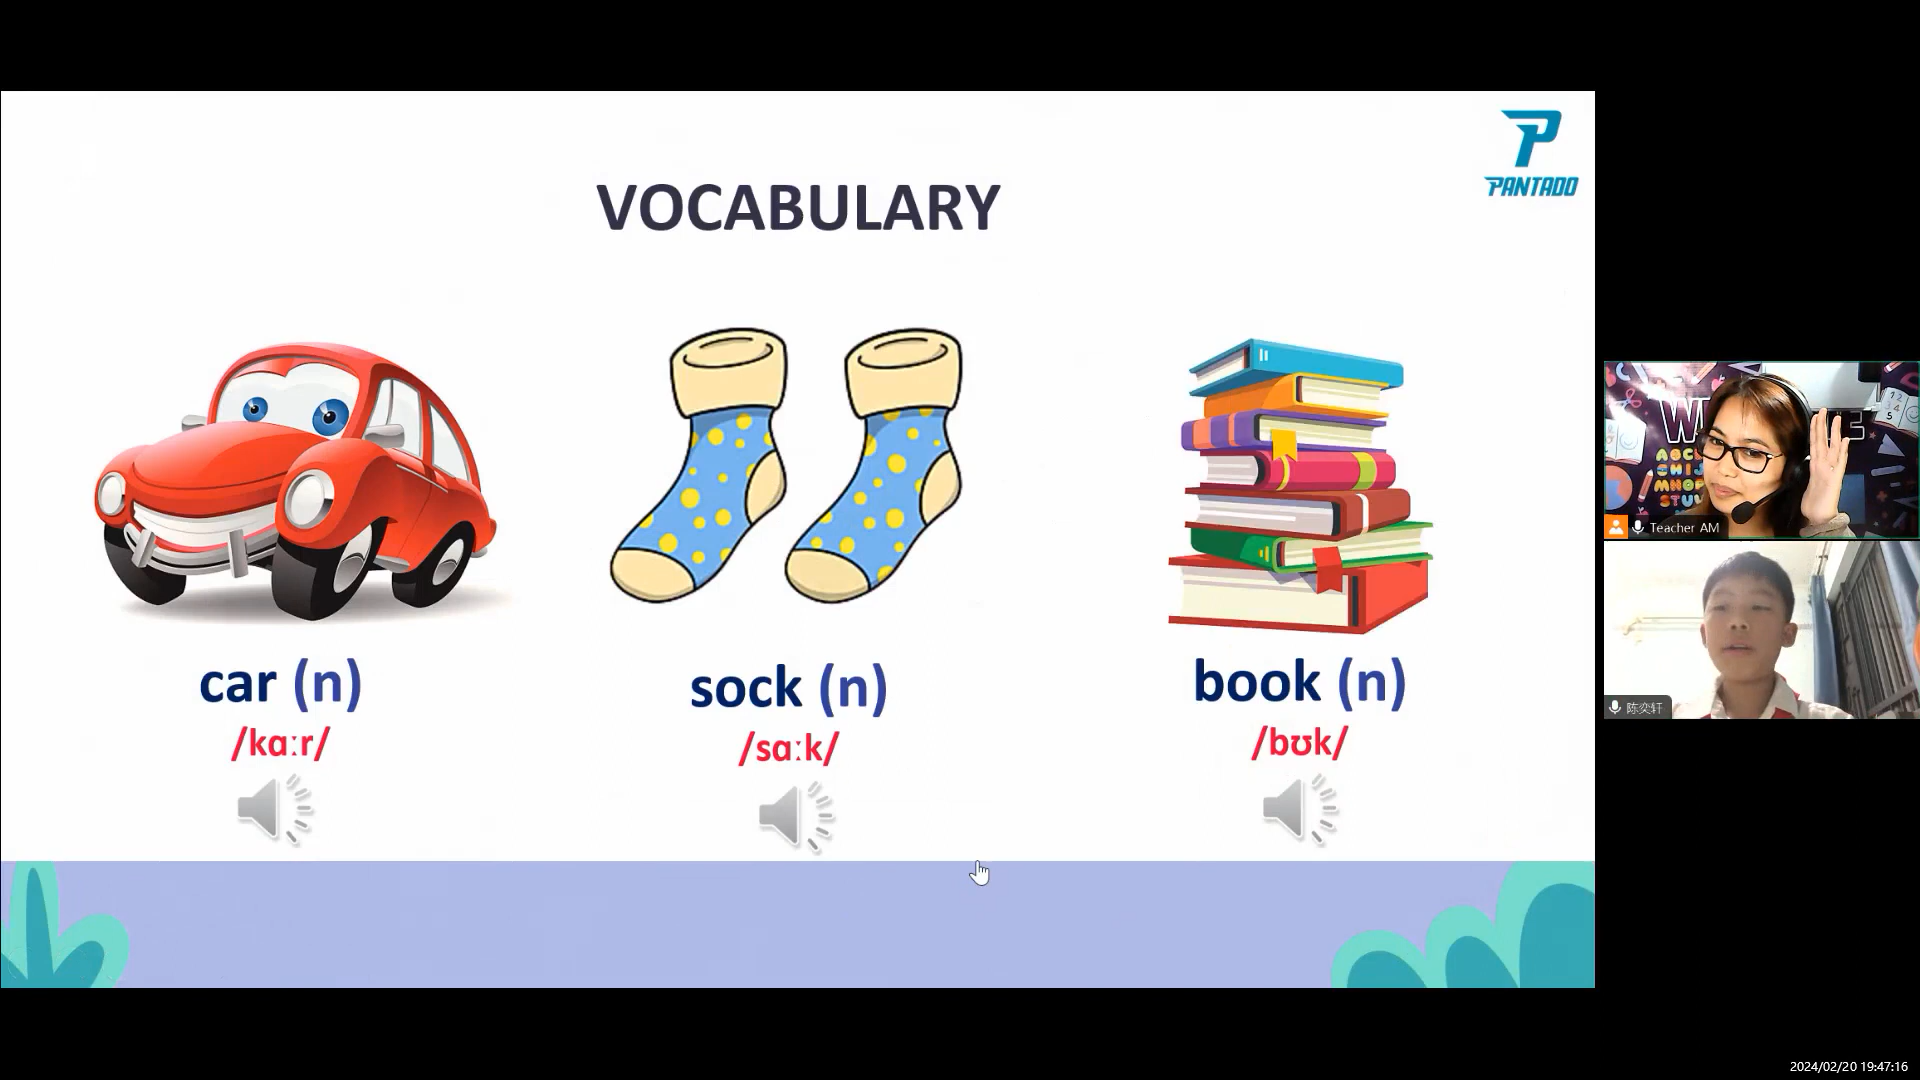 PANTADO
VOCABULARY
car (n)
/kɑːr/
sock (n)
/sɑːk/
book (n)
/bʊk/
Teacher AM
陈奕轩
2024/02/20 19:47:16